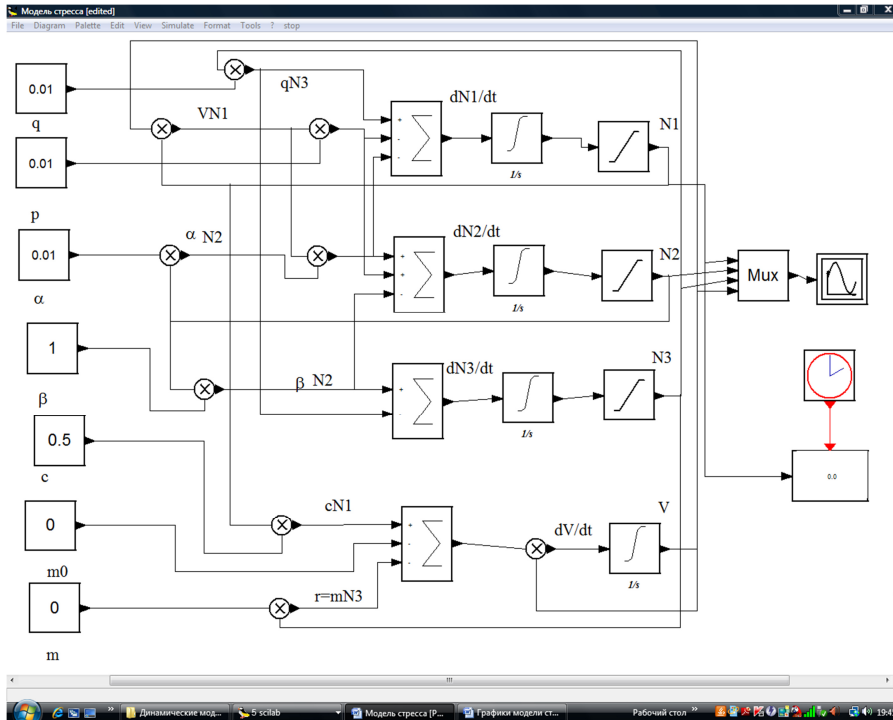 Модель стресса [edited]
File Diagram Palette Edit View Simulate Format Tools ? stop
0.01
q
qN3
dN1/dt
VN1
N1
0.01
1/s
p
0.01
α N2
dN2/dt
N2
Mux
α
1/s
1
β
β N2
dN3/dt
N3
1/s
0.5
c
0.0
cN1
V
0
dV/dt
m0
1/s
0
r=mN3
m
Динамические мод...
5 scilab
Модель стресса [Р...
Графики модели ст...
Рабочий стол